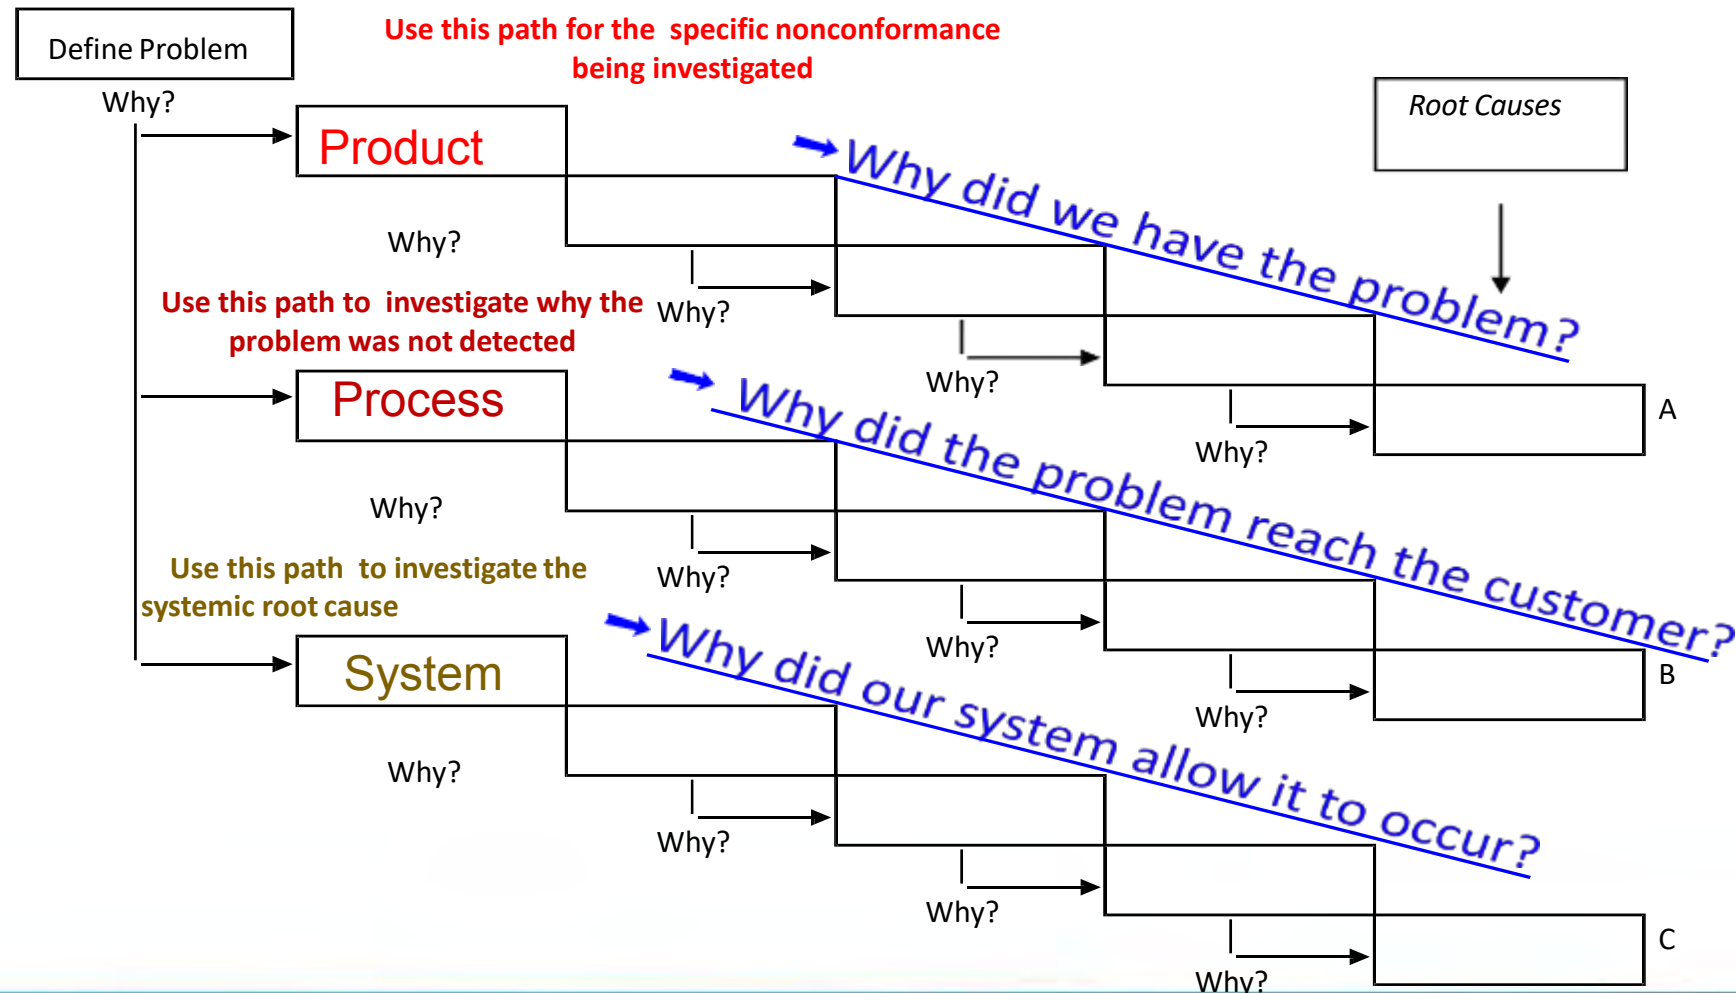 Define Problem
Use this path for the specific nonconformance
being investigated
Why?
Root Causes
Product
Why did we have the problem?
Why?
Use this path to investigate why the
problem was not detected
Why?
Why?
A
Why?
Process
Why did the problem reach the customer?
Why?
Use this path to investigate the
systemic root cause
Why?
Why?
B
Why?
System
Why did our system allow it to occur?
Why?
Why?
Why?
C
Why?